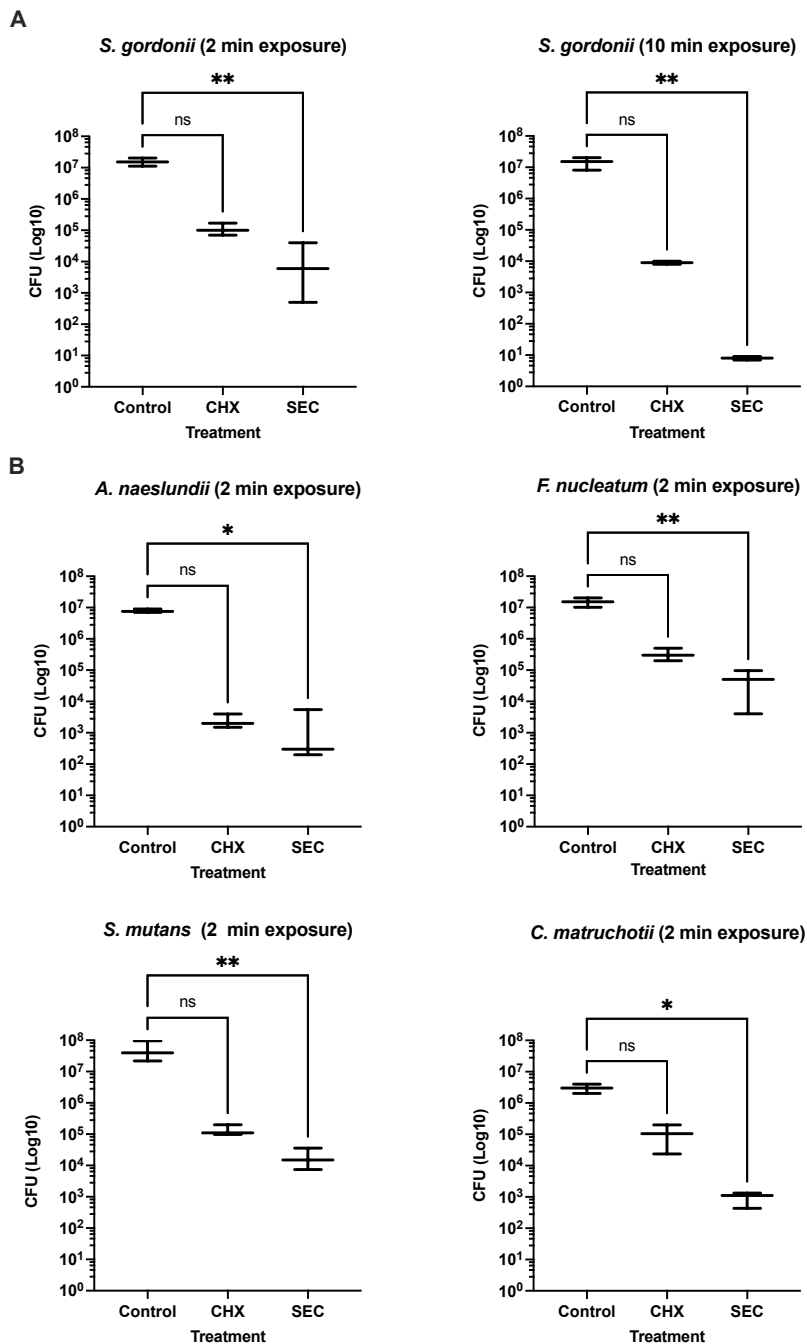 A
S. gordonii (2 min exposure)
**
ns
10⁸
10⁷
10⁶
10⁵
10⁴
10³
10²
10¹
10⁰
CFU (Log10)
Control CHX SEC
Treatment
S. gordonii (10 min exposure)
**
ns
10⁸
10⁷
10⁶
10⁵
10⁴
10³
10²
10¹
10⁰
CFU (Log10)
Control CHX SEC
Treatment
B
A. naeslundii (2 min exposure)
*
ns
10⁸
10⁷
10⁶
10⁵
10⁴
10³
10²
10¹
10⁰
CFU (Log10)
Control CHX SEC
Treatment
F. nucleatum (2 min exposure)
**
ns
10⁸
10⁷
10⁶
10⁵
10⁴
10³
10²
10¹
10⁰
CFU (Log10)
Control CHX SEC
Treatment
S. mutans (2 min exposure)
**
ns
10⁸
10⁷
10⁶
10⁵
10⁴
10³
10²
10¹
10⁰
CFU (Log10)
Control CHX SEC
Treatment
C. matruchotii (2 min exposure)
*
ns
10⁸
10⁷
10⁶
10⁵
10⁴
10³
10²
10¹
10⁰
CFU (Log10)
Control CHX SEC
Treatment